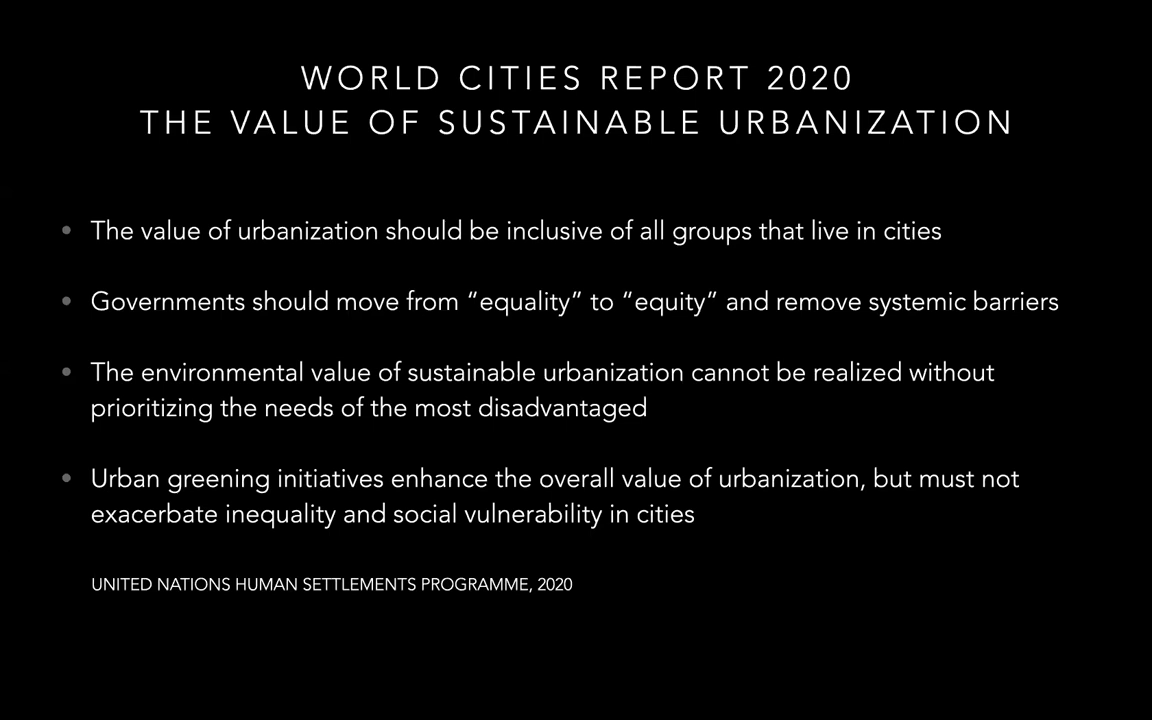 WORLD CITIES REPORT 2020
THE VALUE OF SUSTAINABLE URBANIZATION
• The value of urbanization should be inclusive of all groups that live in cities
• Governments should move from “equality” to “equity” and remove systemic barriers
• The environmental value of sustainable urbanization cannot be realized without
prioritizing the needs of the most disadvantaged
• Urban greening initiatives enhance the overall value of urbanization, but must not
exacerbate inequality and social vulnerability in cities
UNITED NATIONS HUMAN SETTLEMENTS PROGRAMME, 2020